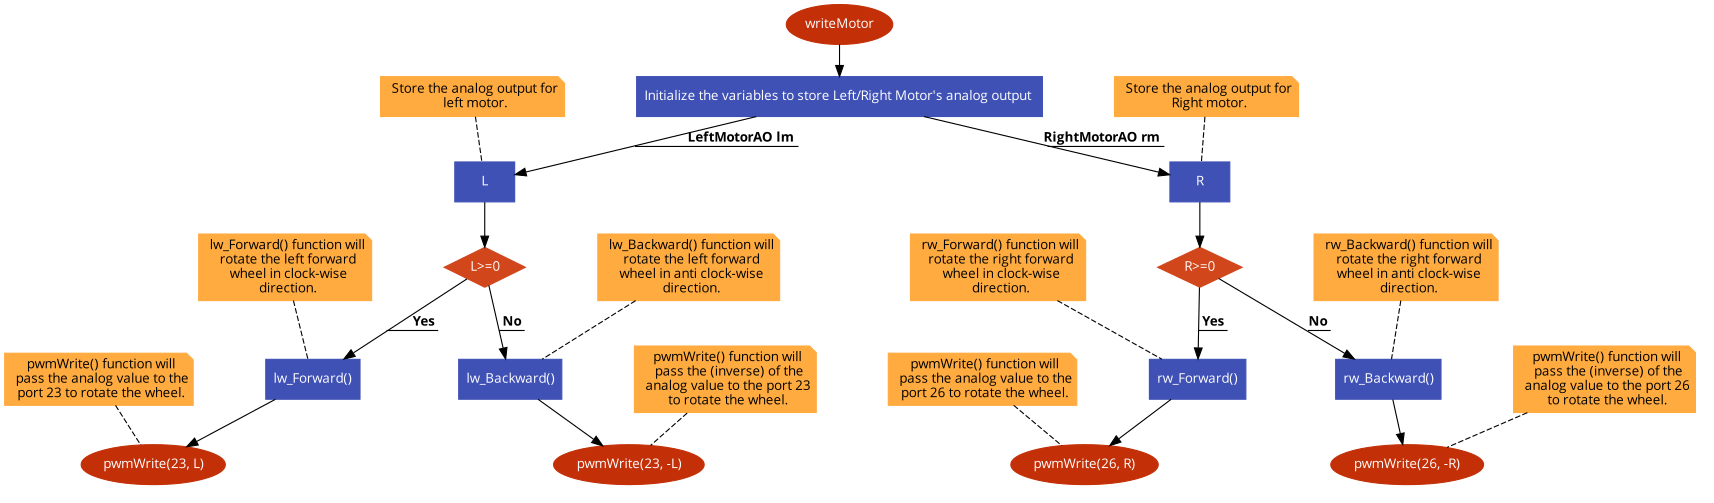 writeMotor
Store the analog output for
left motor.
Initialize the variables to store Left/Right Motor's analog output
Store the analog output for
Right motor.
LeftMotorAO lm
RightMotorAO rm
L
R
lw_Forward() function will
rotate the left forward
wheel in clock-wise
direction.
L>=0
lw_Backward() function will
rotate the left forward
wheel in anti clock-wise
direction.
rw_Forward() function will
rotate the right forward
wheel in clock-wise
direction.
R>=0
rw_Backward() function will
rotate the right forward
wheel in anti clock-wise
direction.
Yes
No
Yes
No
pwmWrite() function will
pass the analog value to the
port 23 to rotate the wheel.
lw_Forward()
lw_Backward()
pwmWrite() function will
pass the (inverse) of the
analog value to the port 23
to rotate the wheel.
pwmWrite() function will
pass the analog value to the
port 26 to rotate the wheel.
rw_Forward()
rw_Backward()
pwmWrite() function will
pass the (inverse) of the
analog value to the port 26
to rotate the wheel.
pwmWrite(23, L)
pwmWrite(23, -L)
pwmWrite(26, R)
pwmWrite(26, -R)